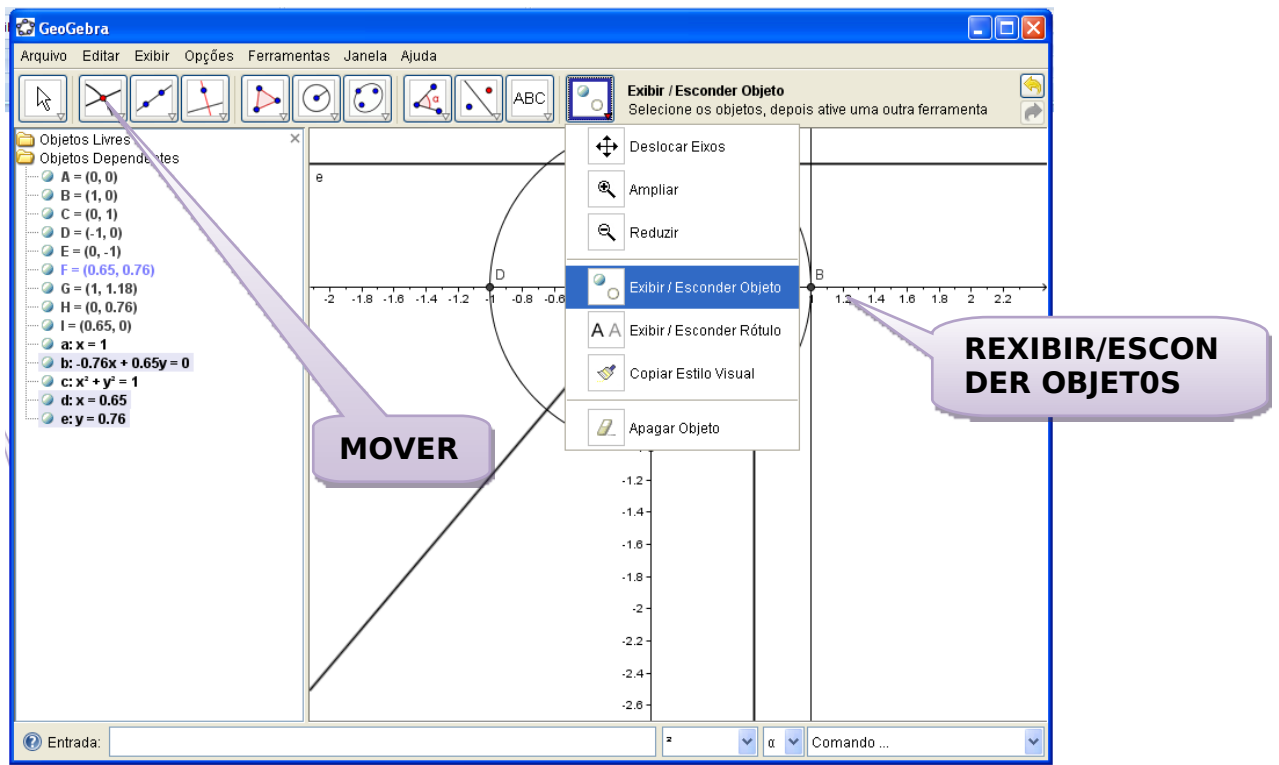 GeoGebra
Arquivo Editar Exibir Opções Ferramentas Janela Ajuda
ABC
Exibir / Esconder Objeto
Selecione os objetos, depois ative uma outra ferramenta
Objetos Livres
Objetos Dependentes
A = (0, 0)
B = (1, 0)
C = (0, 1)
D = (-1, 0)
E = (0, -1)
F = (0.65, 0.76)
G = (1, 1.18)
H = (0, 0.76)
I = (0.65, 0)
a: x = 1
b: -0.76x + 0.65y = 0
c: x² + y² = 1
d: x = 0.65
e: y = 0.76
e
D
B
-2 -1.8 -1.6 -1.4 -1.2 -1 -0.8 -0.6 1 1.2 1.4 1.6 1.8 2 2.2
Deslocar Eixos
Ampliar
Reduzir
Exibir / Esconder Objeto
A A Exibir / Esconder Rótulo
Copiar Estilo Visual
Apagar Objeto
-1.2
-1.4
-1.6
-1.8
-2
-2.2
-2.4
-2.6
MOVER
REXIBIR/ESCON
DER OBJET0S
Entrada: ² α Comando ...